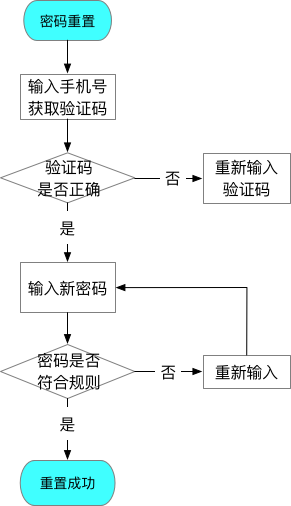 密码重置
输入手机号
获取验证码
验证码
是否正确
否
重新输入
验证码
是
输入新密码
密码是否
符合规则
否
重新输入
是
重置成功